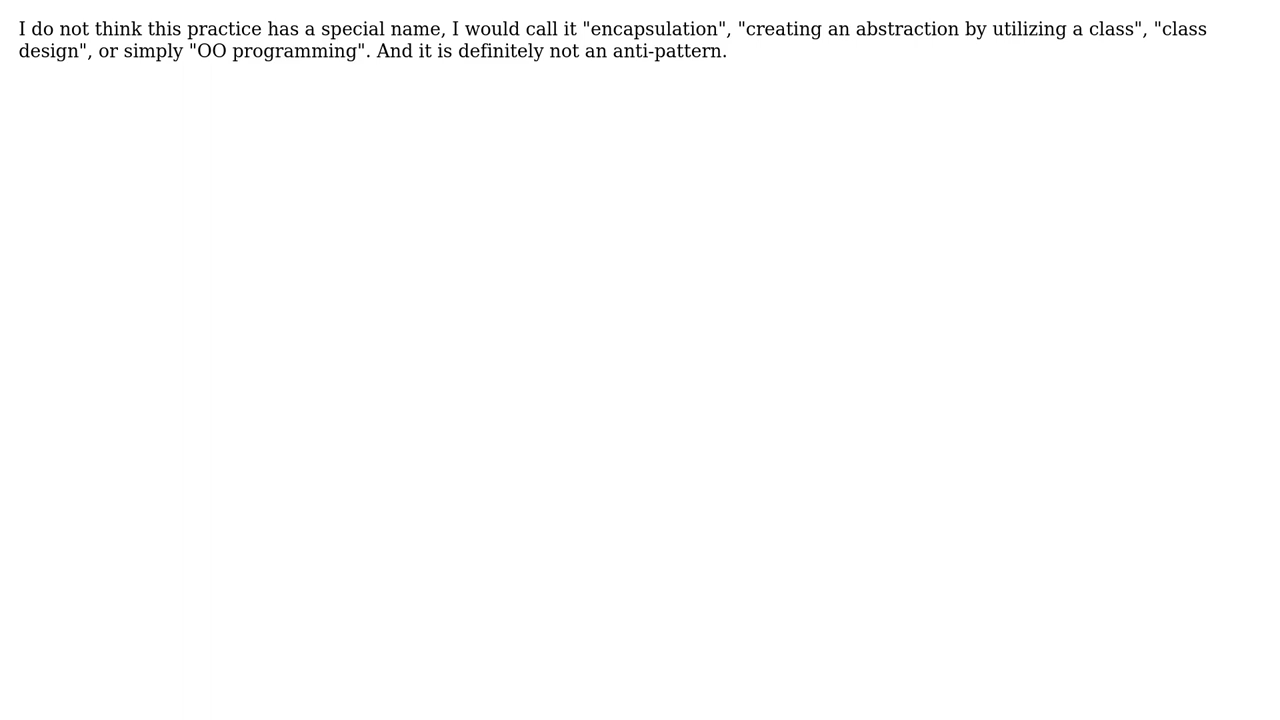 I do not think this practice has a special name, I would call it "encapsulation", "creating an abstraction by utilizing a class", "class
design", or simply "OO programming". And it is definitely not an anti-pattern.